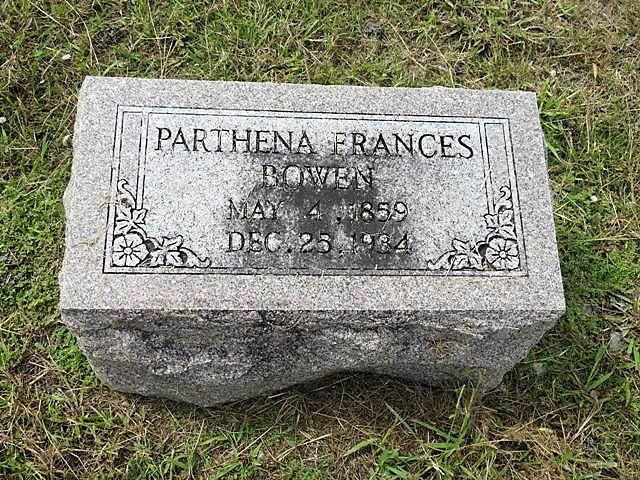 PARTHENA FRANCES
BOWEN
MAY 4, 1859
DEC. 25, 1934